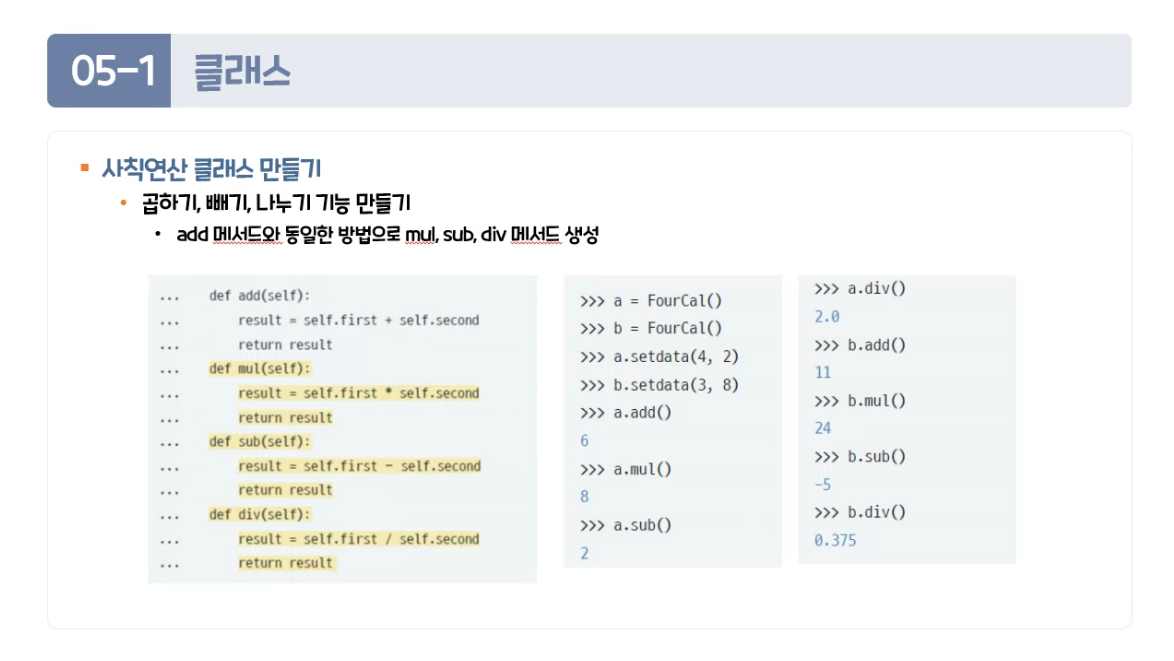 05-1 클래스
사칙연산 클래스 만들기
곱하기, 빼기, 나누기 기능 만들기
add 메서드와 동일한 방법으로 mul, sub, div 메서드 생성
...    def add(self):
...        result = self.first + self.second
...        return result
...    def mul(self):
...        result = self.first * self.second
...        return result
...    def sub(self):
...        result = self.first - self.second
...        return result
...    def div(self):
...        result = self.first / self.second
...        return result
>>> a = FourCal()
>>> b = FourCal()
>>> a.setdata(4, 2)
>>> b.setdata(3, 8)
>>> a.add()
6
>>> a.mul()
8
>>> a.sub()
2
>>> a.div()
2.0
>>> b.add()
11
>>> b.mul()
24
>>> b.sub()
-5
>>> b.div()
0.375